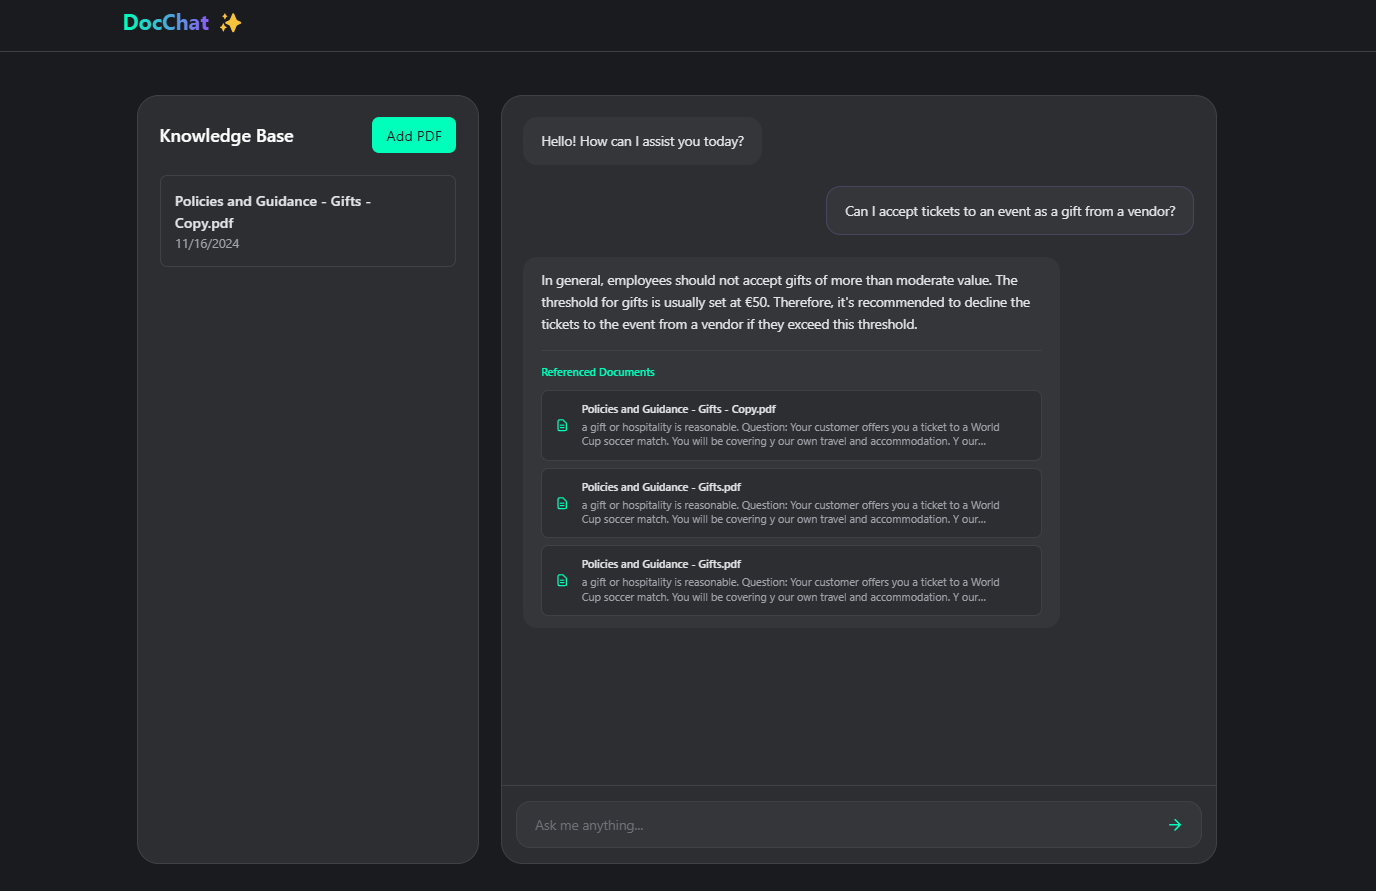 DocChat ✨
Knowledge Base
Add PDF
Policies and Guidance - Gifts -
Copy.pdf
11/16/2024
Hello! How can I assist you today?
Can I accept tickets to an event as a gift from a vendor?
In general, employees should not accept gifts of more than moderate value. The
threshold for gifts is usually set at €50. Therefore, it's recommended to decline the
tickets to the event from a vendor if they exceed this threshold.
Referenced Documents
Policies and Guidance - Gifts - Copy.pdf
a gift or hospitality is reasonable. Question: Your customer offers you a ticket to a World
Cup soccer match. You will be covering y our own travel and accommodation. Y our...
Policies and Guidance - Gifts.pdf
a gift or hospitality is reasonable. Question: Your customer offers you a ticket to a World
Cup soccer match. You will be covering y our own travel and accommodation. Y our...
Policies and Guidance - Gifts.pdf
a gift or hospitality is reasonable. Question: Your customer offers you a ticket to a World
Cup soccer match. You will be covering y our own travel and accommodation. Y our...
Ask me anything...